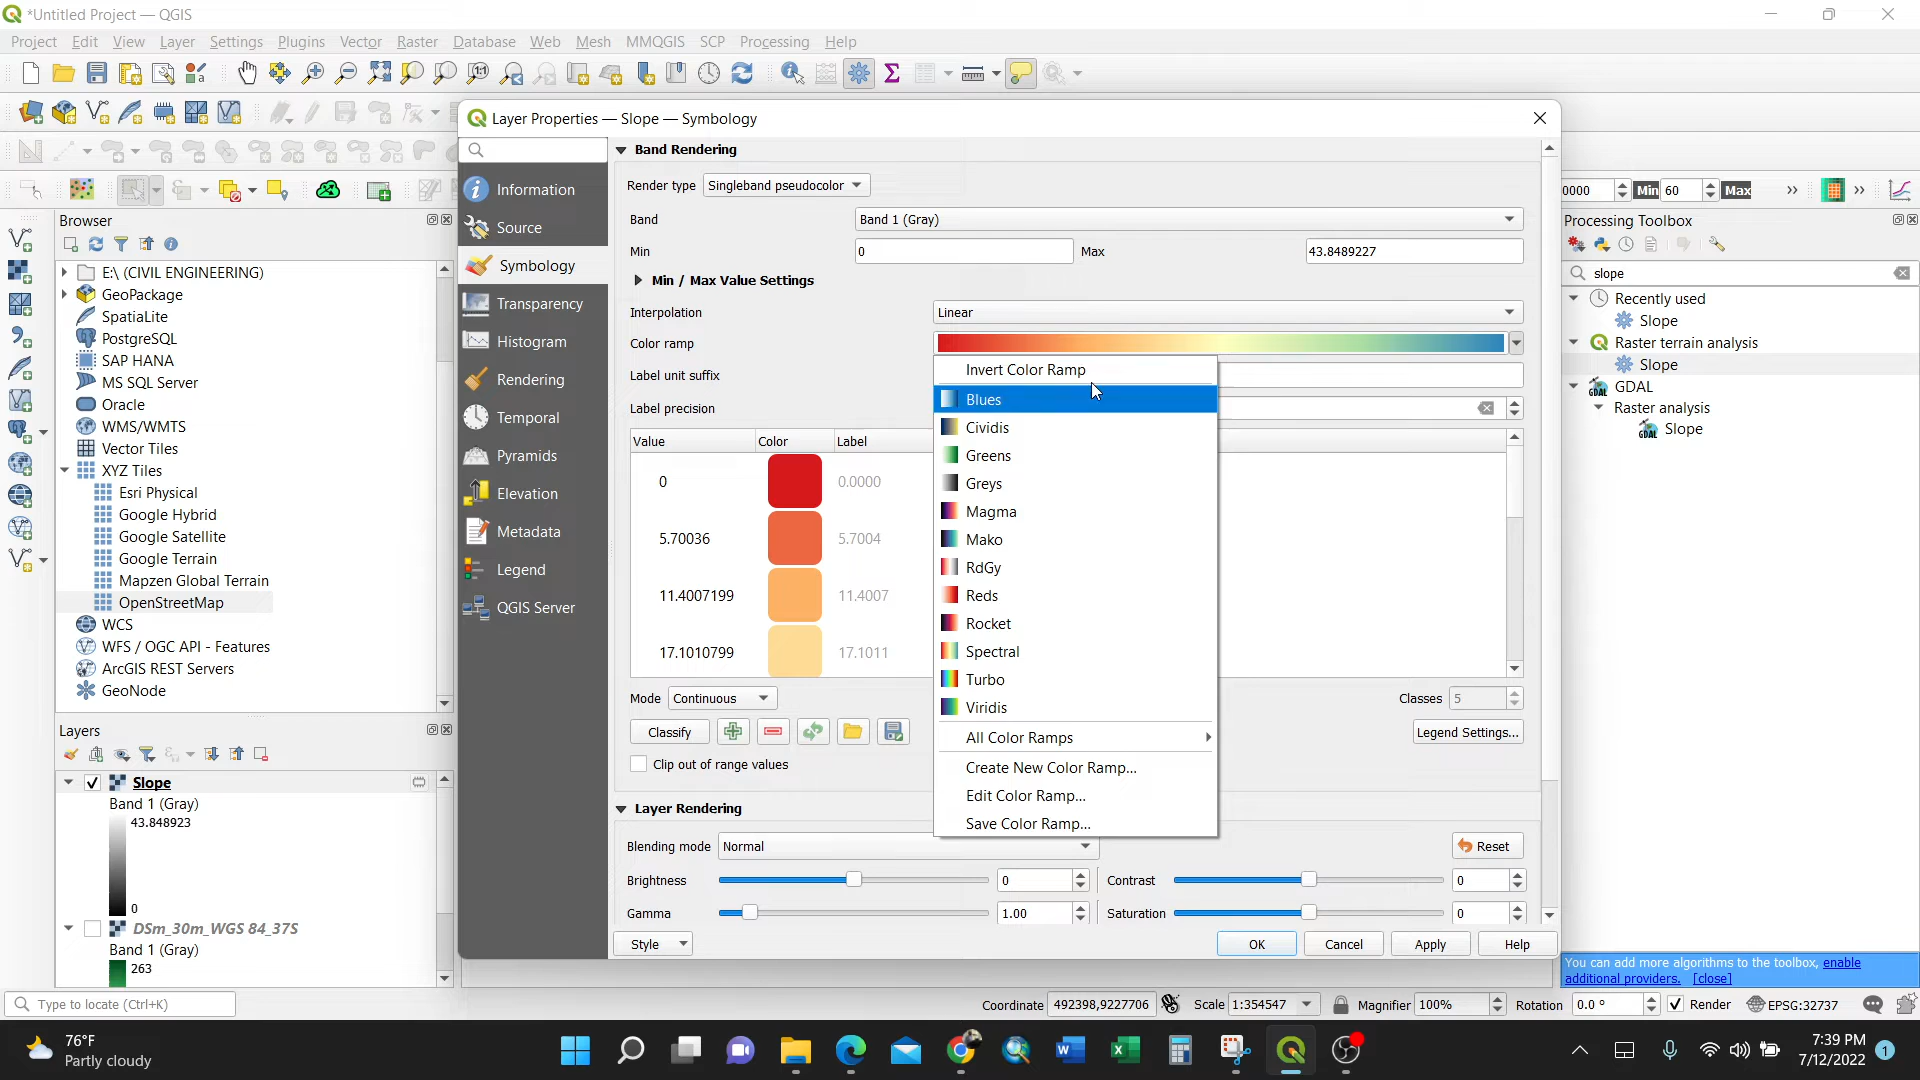 *Untitled Project — QGIS
Project Edit View Layer Settings Plugins Vector Raster Database Web Mesh MMQGIS SCP Processing Help
0000 Min 60 Max
Browser
E:\ (CIVIL ENGINEERING)
GeoPackage
SpatiaLite
PostgreSQL
SAP HANA
MS SQL Server
Oracle
WMS/WMTS
Vector Tiles
XYZ Tiles
Esri Physical
Google Hybrid
Google Satellite
Google Terrain
Mapzen Global Terrain
OpenStreetMap
WCS
WFS / OGC API - Features
ArcGIS REST Servers
GeoNode
Layers
Slope
Band 1 (Gray)
43.848923
0
DSm_30m_WGS 84_37S
Band 1 (Gray)
263
Layer Properties — Slope — Symbology
Information
Source
Symbology
Transparency
Histogram
Rendering
Temporal
Pyramids
Elevation
Metadata
Legend
QGIS Server
Band Rendering
Render type Singleband pseudocolor
Band Band 1 (Gray)
Min 0 Max 43.8489227
Min / Max Value Settings
Interpolation Linear
Color ramp
Label unit suffix
Label precision
Value Color Label
0 0.0000
5.70036 5.7004
11.4007199 11.4007
17.1010799 17.1011
Invert Color Ramp
Blues
Cividis
Greens
Greys
Magma
Mako
RdGy
Reds
Rocket
Spectral
Turbo
Viridis
All Color Ramps
Create New Color Ramp...
Edit Color Ramp...
Save Color Ramp...
Mode Continuous Classes 5
Classify Legend Settings...
Clip out of range values
Layer Rendering
Blending mode Normal Reset
Brightness 0 Contrast 0
Gamma 1.00 Saturation 0
Style OK Cancel Apply Help
Processing Toolbox
slope
Recently used
Slope
Raster terrain analysis
Slope
GDAL
Raster analysis
Slope
You can add more algorithms to the toolbox, enable
additional providers. [close]
Type to locate (Ctrl+K) Coordinate 492398,9227706 Scale 1:354547 Magnifier 100% Rotation 0.0 ° Render EPSG:32737
76°F
Partly cloudy
7:39 PM
7/12/2022
1